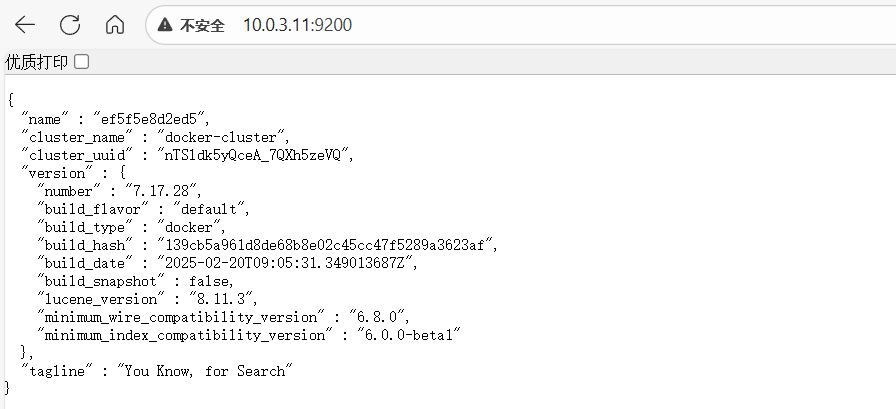 不安全 10.0.3.11:9200
优质打印
{
  "name" : "ef5f5e8d2ed5",
  "cluster_name" : "docker-cluster",
  "cluster_uuid" : "nTSldk5yQceA_7QXh5zeVQ",
  "version" : {
    "number" : "7.17.28",
    "build_flavor" : "default",
    "build_type" : "docker",
    "build_hash" : "139cb5a961d8de68b8e02c45cc47f5289a3623af",
    "build_date" : "2025-02-20T09:05:31.349013687Z",
    "build_snapshot" : false,
    "lucene_version" : "8.11.3",
    "minimum_wire_compatibility_version" : "6.8.0",
    "minimum_index_compatibility_version" : "6.0.0-beta1"
  },
  "tagline" : "You Know, for Search"
}